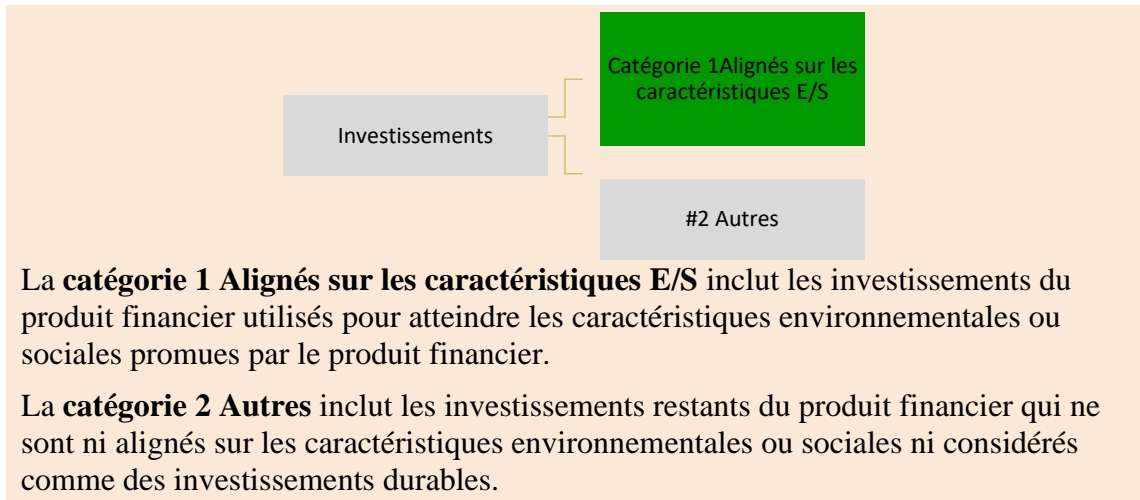 Catégorie 1Alignés sur les
caractéristiques E/S
Investissements
#2 Autres
La catégorie 1 Alignés sur les caractéristiques E/S inclut les investissements du
produit financier utilisés pour atteindre les caractéristiques environnementales ou
sociales promues par le produit financier.
La catégorie 2 Autres inclut les investissements restants du produit financier qui ne
sont ni alignés sur les caractéristiques environnementales ou sociales ni considérés
comme des investissements durables.